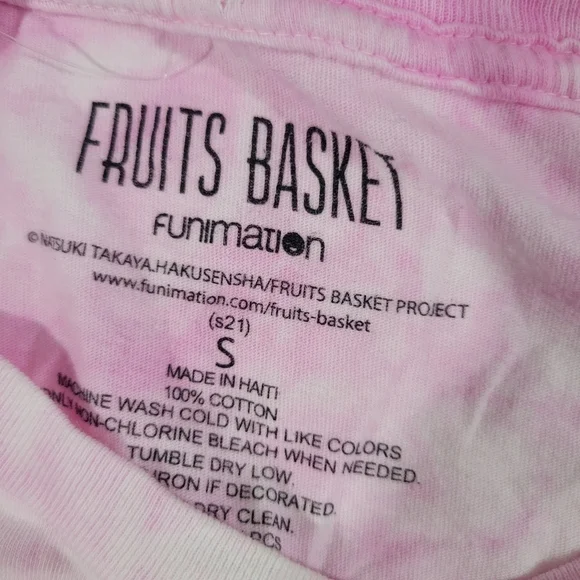 FRUITS BASKET
FUNIMATION
© NATSUKI TAKAYA.HAKUSENSHA/FRUITS BASKET PROJECT
www.funimation.com/fruits-basket
(s21)
S
MADE IN HAITI
100% COTTON
MACHINE WASH COLD WITH LIKE COLORS
ONLY NON-CHLORINE BLEACH WHEN NEEDED.
TUMBLE DRY LOW.
IRON IF DECORATED.
DRY CLEAN.